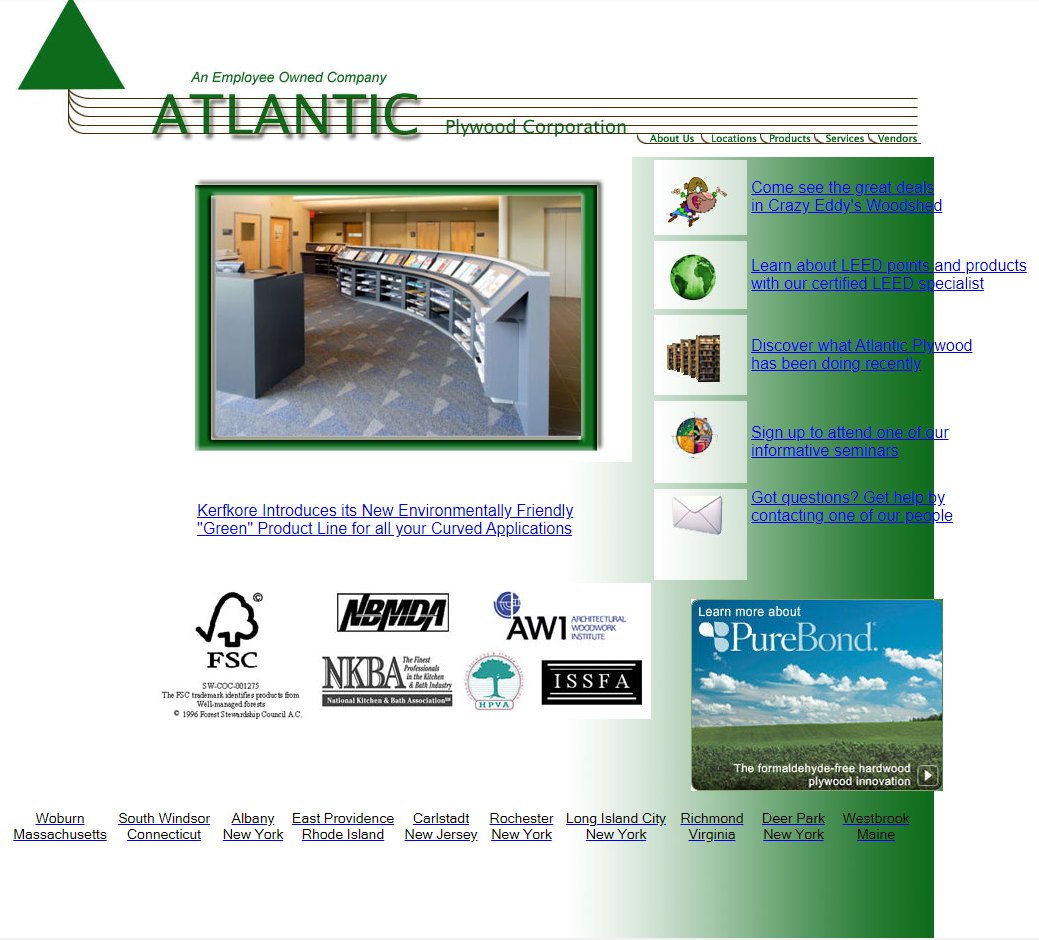 An Employee Owned Company
ATLANTIC
Plywood Corporation
About Us Locations Products Services Vendors
Come see the great deals
in Crazy Eddy's Woodshed
Learn about LEED points and products
with our certified LEED specialist
Discover what Atlantic Plywood
has been doing recently
Sign up to attend one of our
informative seminars
Got questions? Get help by
contacting one of our people
Kerfkore Introduces its New Environmentally Friendly
"Green" Product Line for all your Curved Applications
©
FSC
SW-COC-001275
The FSC trademark identifies products from
Well-managed forests
© 1996 Forest Stewardship Council A.C.
NBMDA
AWI ARCHITECTURAL
WOODWORK
INSTITUTE
NKBA The Finest
Professionals
in the Kitchen
& Bath Industry
National Kitchen & Bath Association℠
HPVA
ISSFA
Learn more about
PureBond®
The formaldehyde-free hardwood
plywood innovation
Woburn South Windsor Albany East Providence Carlstadt Rochester Long Island City Richmond Deer Park Westbrook
Massachusetts Connecticut New York Rhode Island New Jersey New York New York Virginia New York Maine